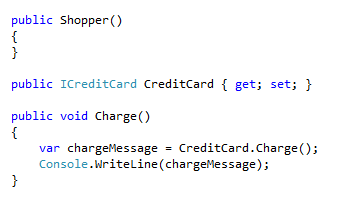 public Shopper()
{
}
public ICreditCard CreditCard { get; set; }
public void Charge()
{
var chargeMessage = CreditCard.Charge();
Console.WriteLine(chargeMessage);
}